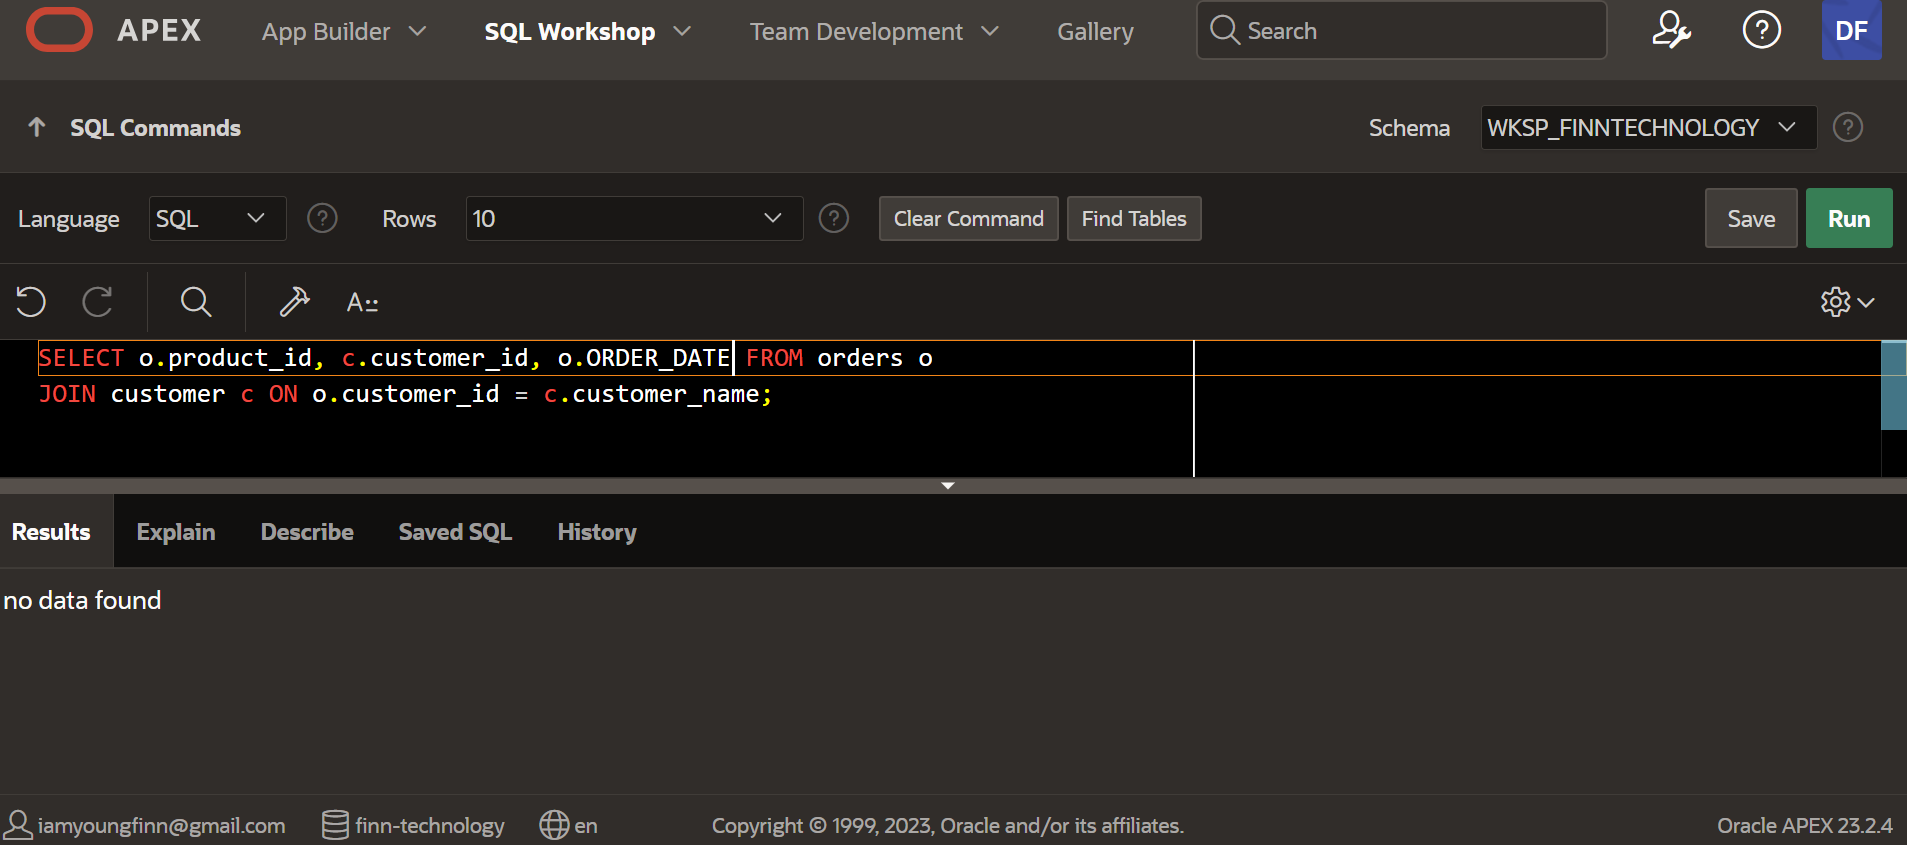 APEX App Builder SQL Workshop Team Development Gallery Search DF
SQL Commands Schema WKSP_FINNTECHNOLOGY ?
Language SQL ? Rows 10 ? Clear Command Find Tables Save Run
A::
SELECT o.product_id, c.customer_id, o.ORDER_DATE FROM orders o
JOIN customer c ON o.customer_id = c.customer_name;
Results Explain Describe Saved SQL History
no data found
iamyoungfinn@gmail.com finn-technology en Copyright © 1999, 2023, Oracle and/or its affiliates. Oracle APEX 23.2.4